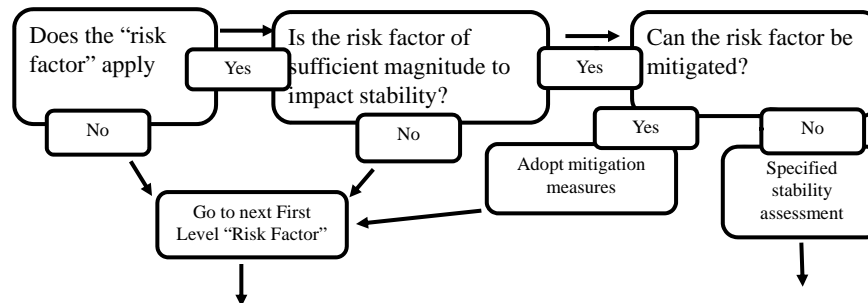 Does the “risk
factor” apply
Yes
No
Is the risk factor of
sufficient magnitude to
impact stability?
Yes
No
Can the risk factor be
mitigated?
Yes
No
Adopt mitigation
measures
Specified
stability
assessment
Go to next First
Level “Risk Factor”